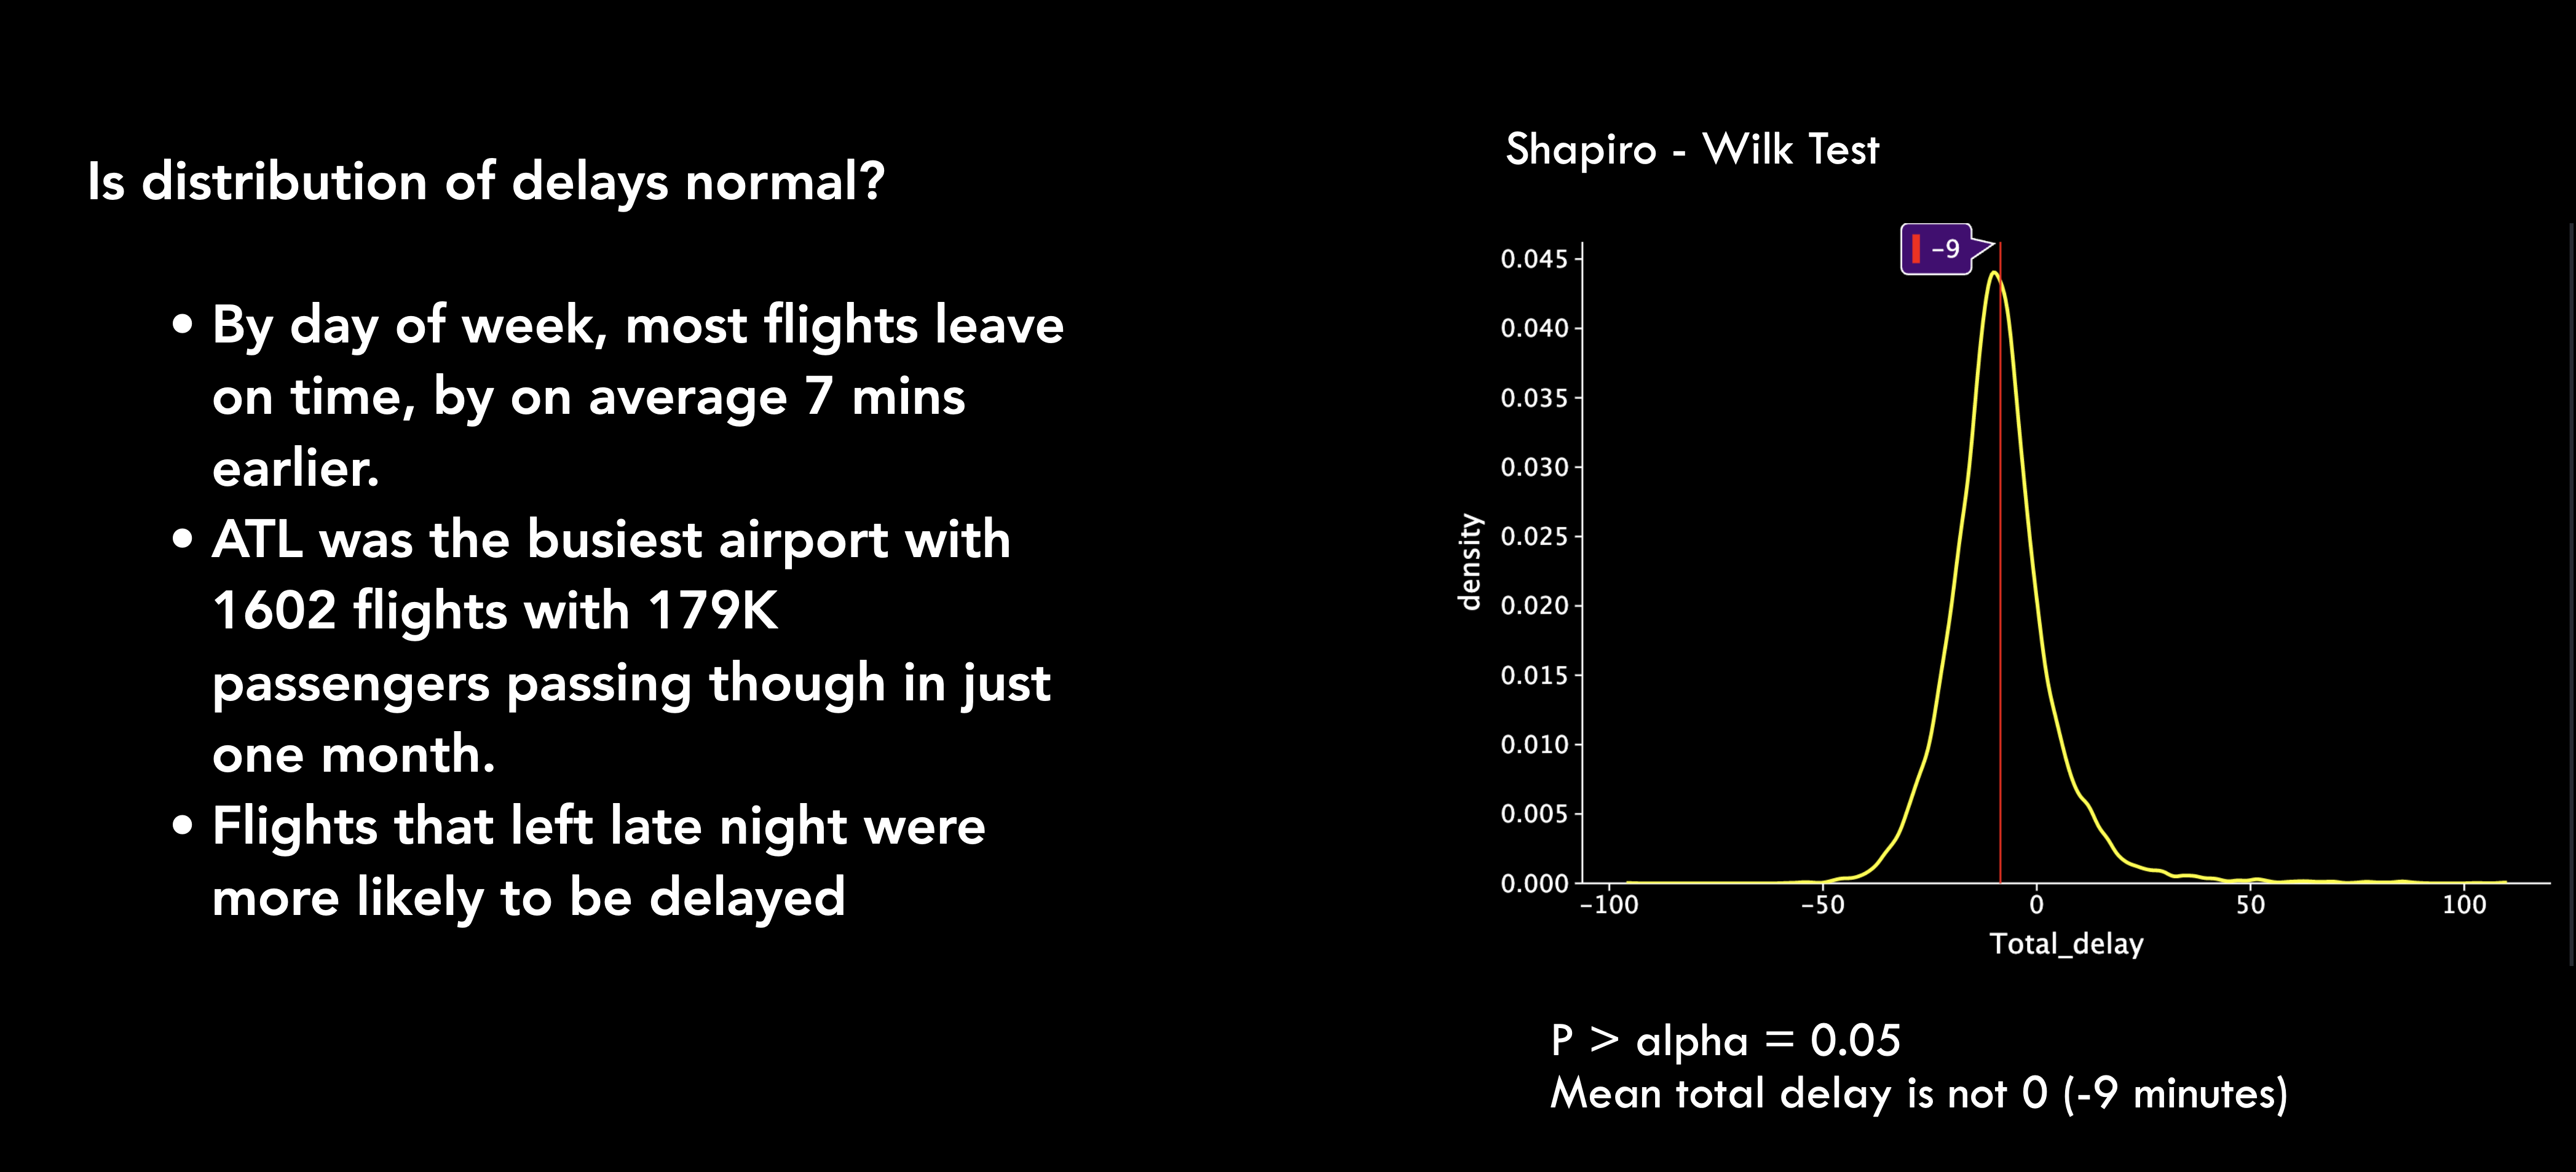 Is distribution of delays normal?
• By day of week, most flights leave
on time, by on average 7 mins
earlier.
• ATL was the busiest airport with
1602 flights with 179K
passengers passing though in just
one month.
• Flights that left late night were
more likely to be delayed
Shapiro - Wilk Test
-9
0.045
0.040
0.035
0.030
0.025
0.020
0.015
0.010
0.005
0.000
density
-100 -50 0 50 100
Total_delay
P > alpha = 0.05
Mean total delay is not 0 (-9 minutes)